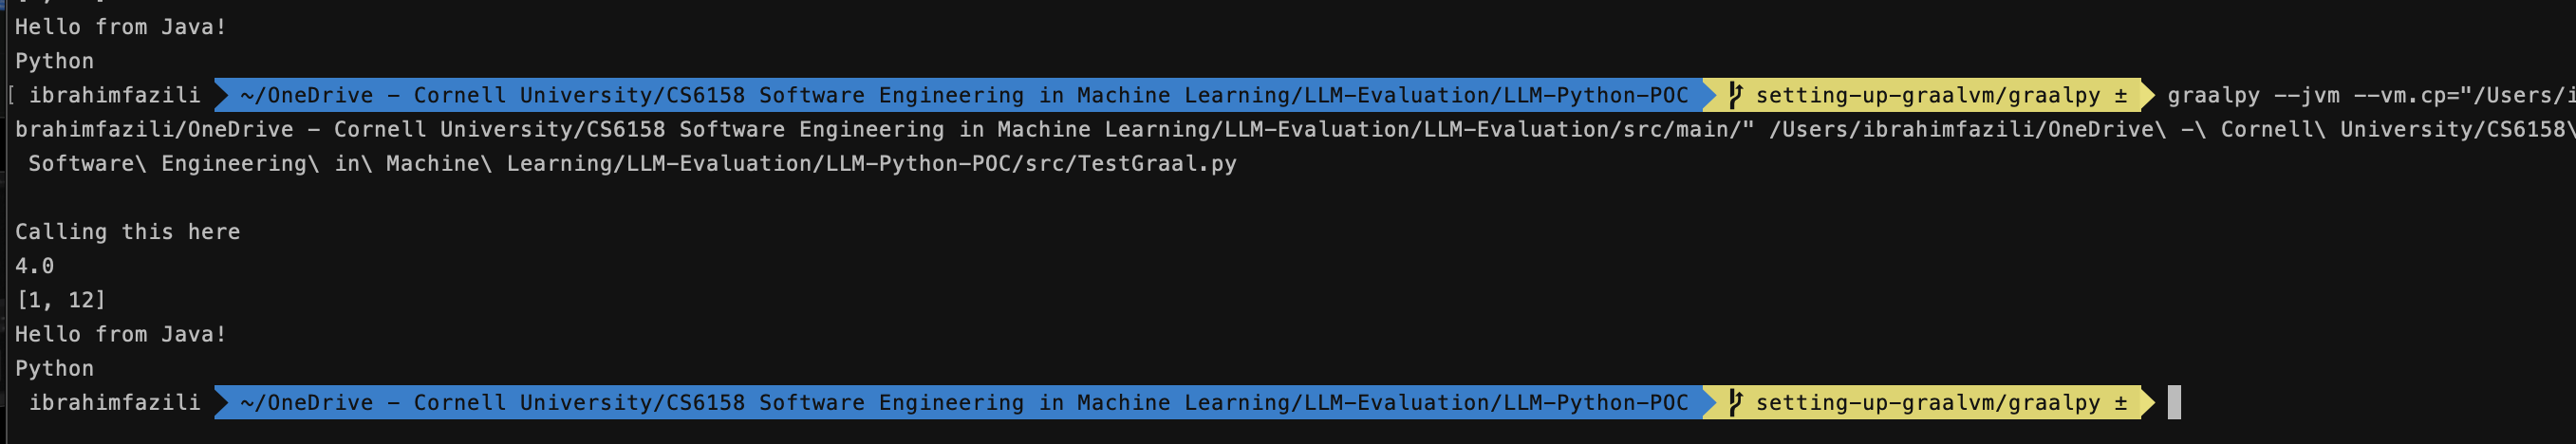 Hello from Java!
Python
[ ibrahimfazili ~/OneDrive - Cornell University/CS6158 Software Engineering in Machine Learning/LLM-Evaluation/LLM-Python-POC setting-up-graalvm/graalpy ± graalpy --jvm --vm.cp="/Users/i
brahimfazili/OneDrive - Cornell University/CS6158 Software Engineering in Machine Learning/LLM-Evaluation/LLM-Evaluation/src/main/" /Users/ibrahimfazili/OneDrive\ -\ Cornell\ University/CS6158\
Software\ Engineering\ in\ Machine\ Learning/LLM-Evaluation/LLM-Python-POC/src/TestGraal.py
Calling this here
4.0
[1, 12]
Hello from Java!
Python
ibrahimfazili ~/OneDrive - Cornell University/CS6158 Software Engineering in Machine Learning/LLM-Evaluation/LLM-Python-POC setting-up-graalvm/graalpy ±